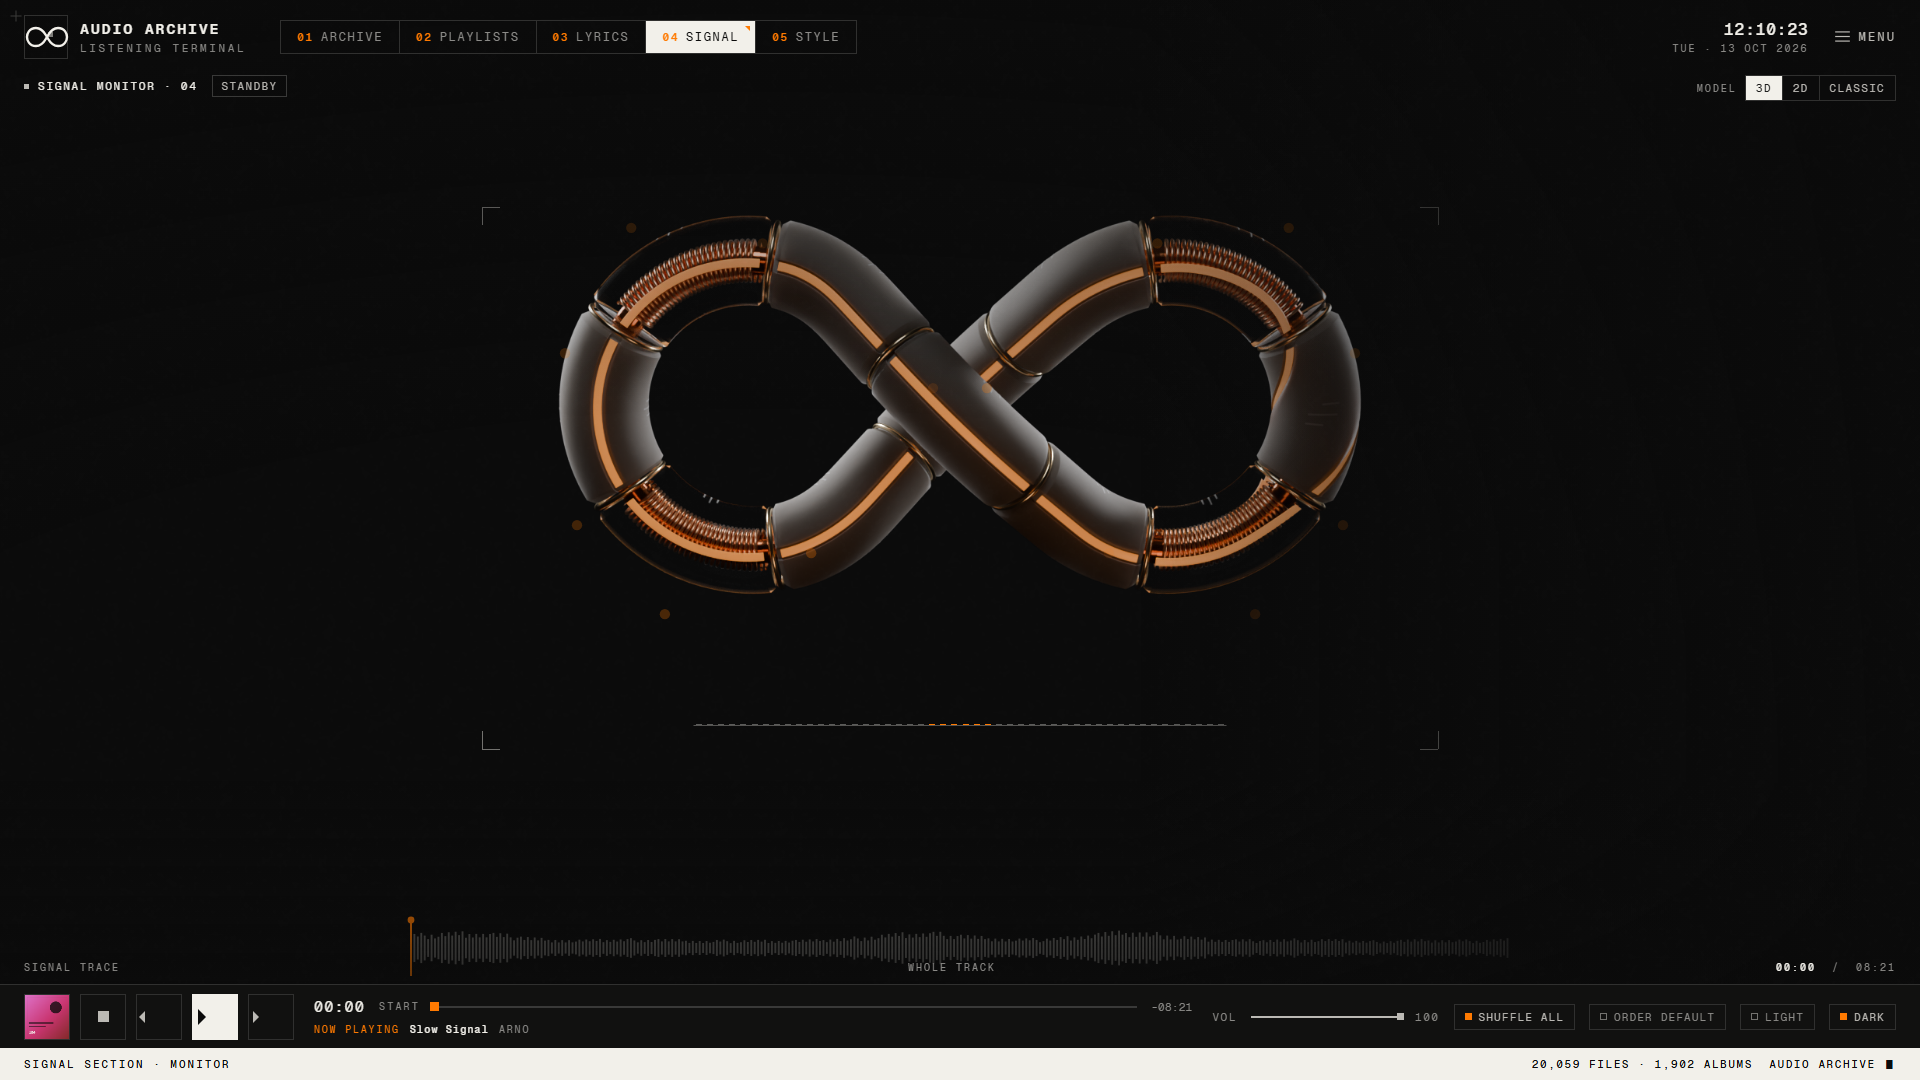 AUDIO ARCHIVE
LISTENING TERMINAL
01 ARCHIVE
02 PLAYLISTS
03 LYRICS
04 SIGNAL
05 STYLE
12:10:23
TUE · 13 OCT 2026
MENU
SIGNAL MONITOR · 04
STANDBY
MODEL
3D
2D
CLASSIC
SIGNAL TRACE
WHOLE TRACK
00:00 / 08:21
00:00 START
-08:21
NOW PLAYING Slow Signal ARNO
VOL
100
SHUFFLE ALL
ORDER DEFAULT
LIGHT
DARK
SIGNAL SECTION · MONITOR
20,059 FILES · 1,902 ALBUMS AUDIO ARCHIVE